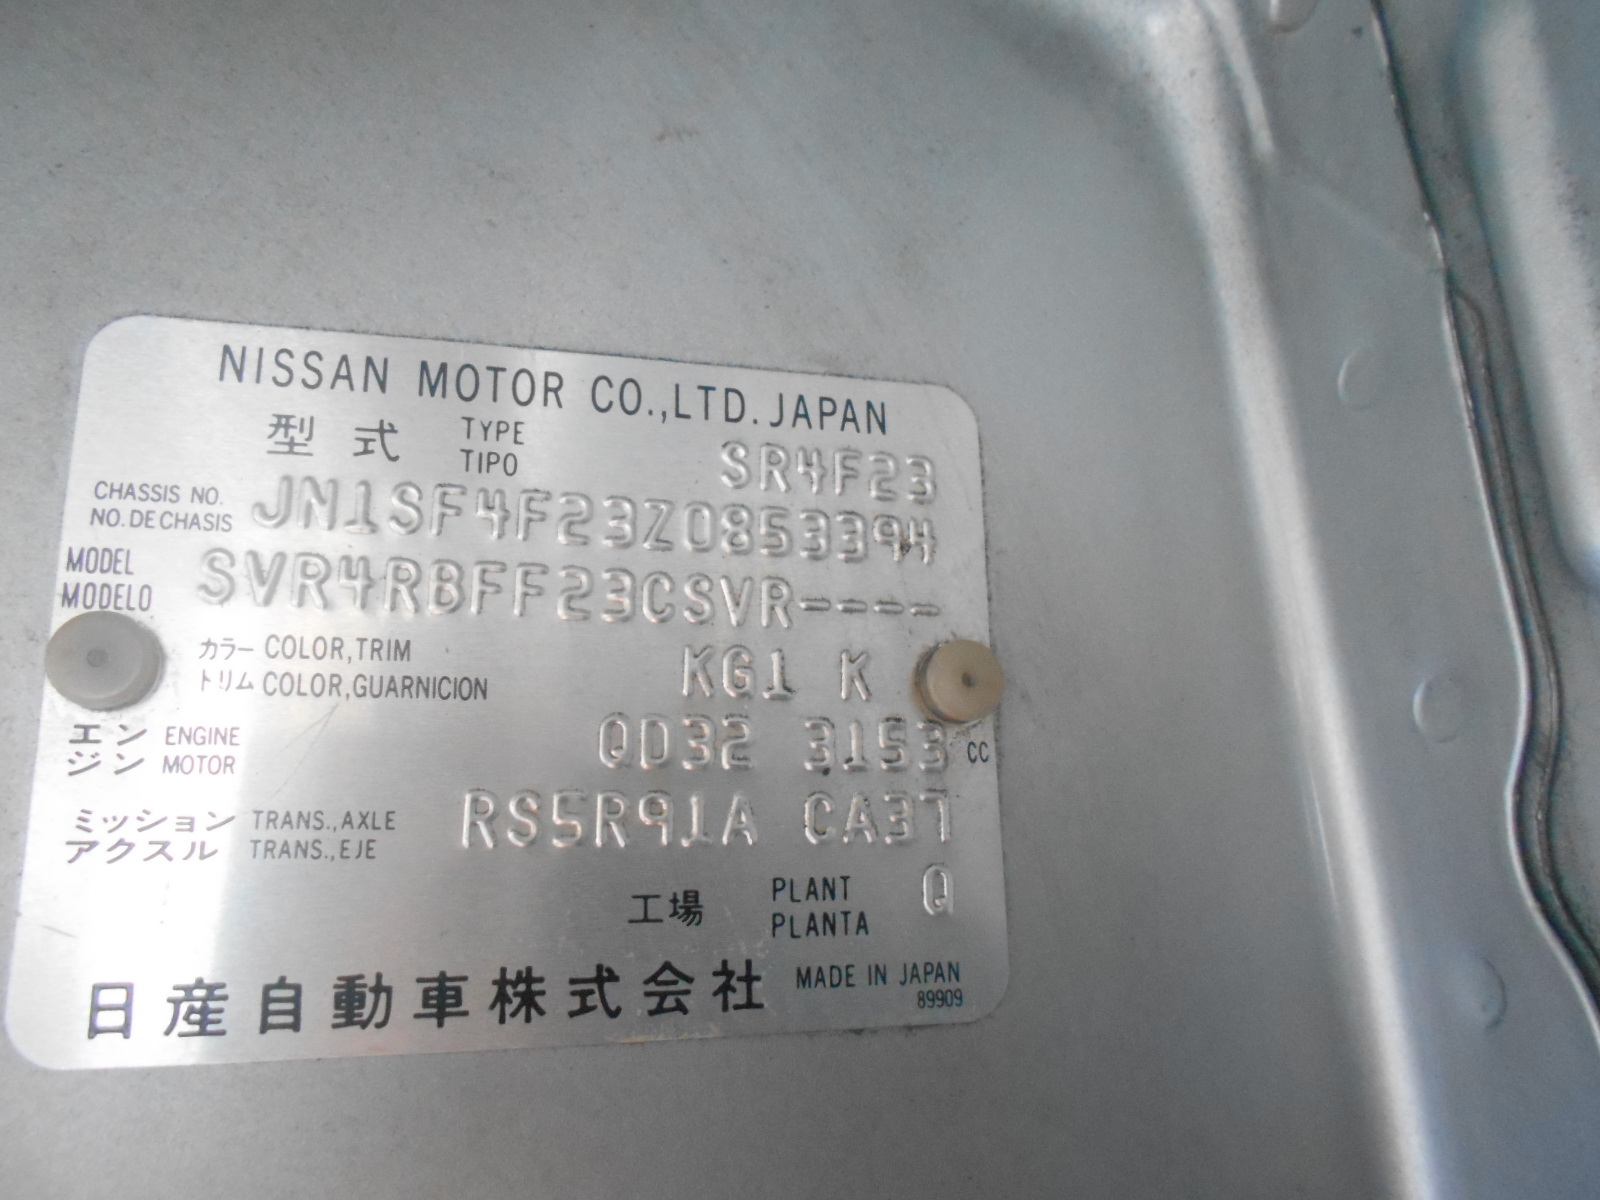 NISSAN MOTOR CO.,LTD. JAPAN
型式 TYPE TIPO SR4F23
CHASSIS NO. NO. DE CHASIS JN1SF4F23Z0853394
MODEL MODELO SVR4RBFF23CSVR----
カラー COLOR,TRIM
トリム COLOR,GUARNICION KG1 K
エンジン ENGINE MOTOR QD32 3153 CC
ミッション TRANS.,AXLE
アクスル TRANS.,EJE RS5R91A CA37
工場 PLANT PLANTA Q
日産自動車株式会社 MADE IN JAPAN
89909